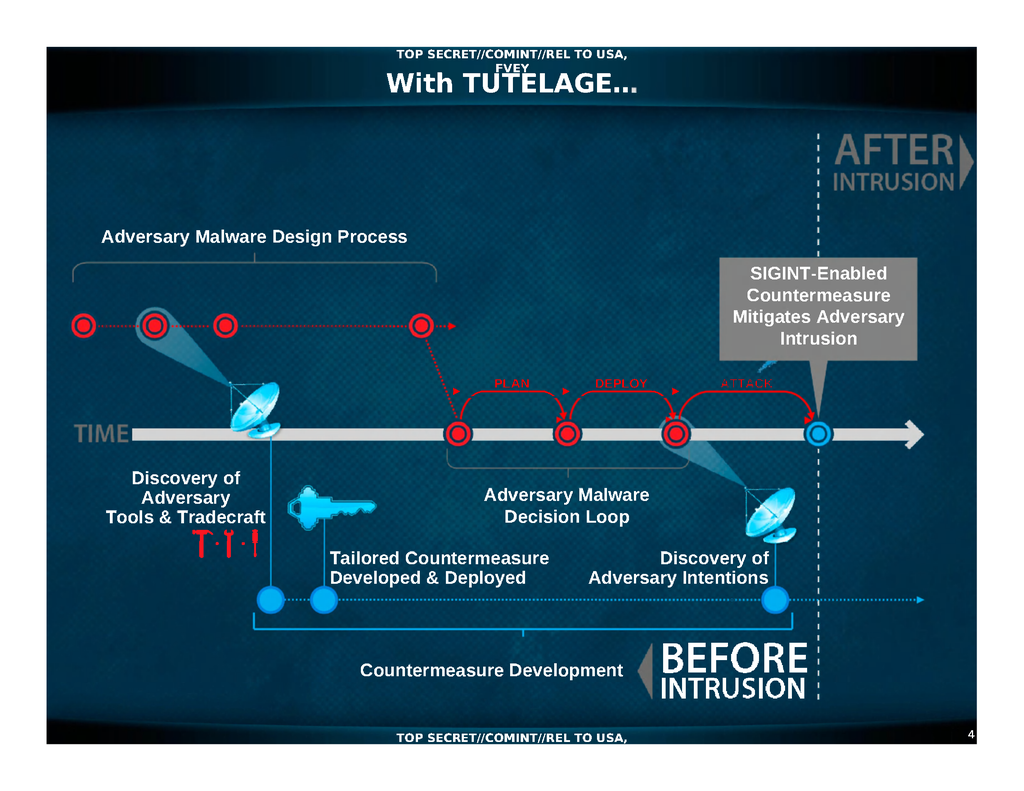 TOP SECRET//COMINT//REL TO USA,
FVEY
With TUTELAGE...
AFTER
INTRUSION
Adversary Malware Design Process
SIGINT-Enabled
Countermeasure
Mitigates Adversary
Intrusion
PLAN
DEPLOY
ATTACK
TIME
Discovery of
Adversary
Tools & Tradecraft
Adversary Malware
Decision Loop
Tailored Countermeasure
Developed & Deployed
Discovery of
Adversary Intentions
Countermeasure Development
BEFORE
INTRUSION
TOP SECRET//COMINT//REL TO USA,
4